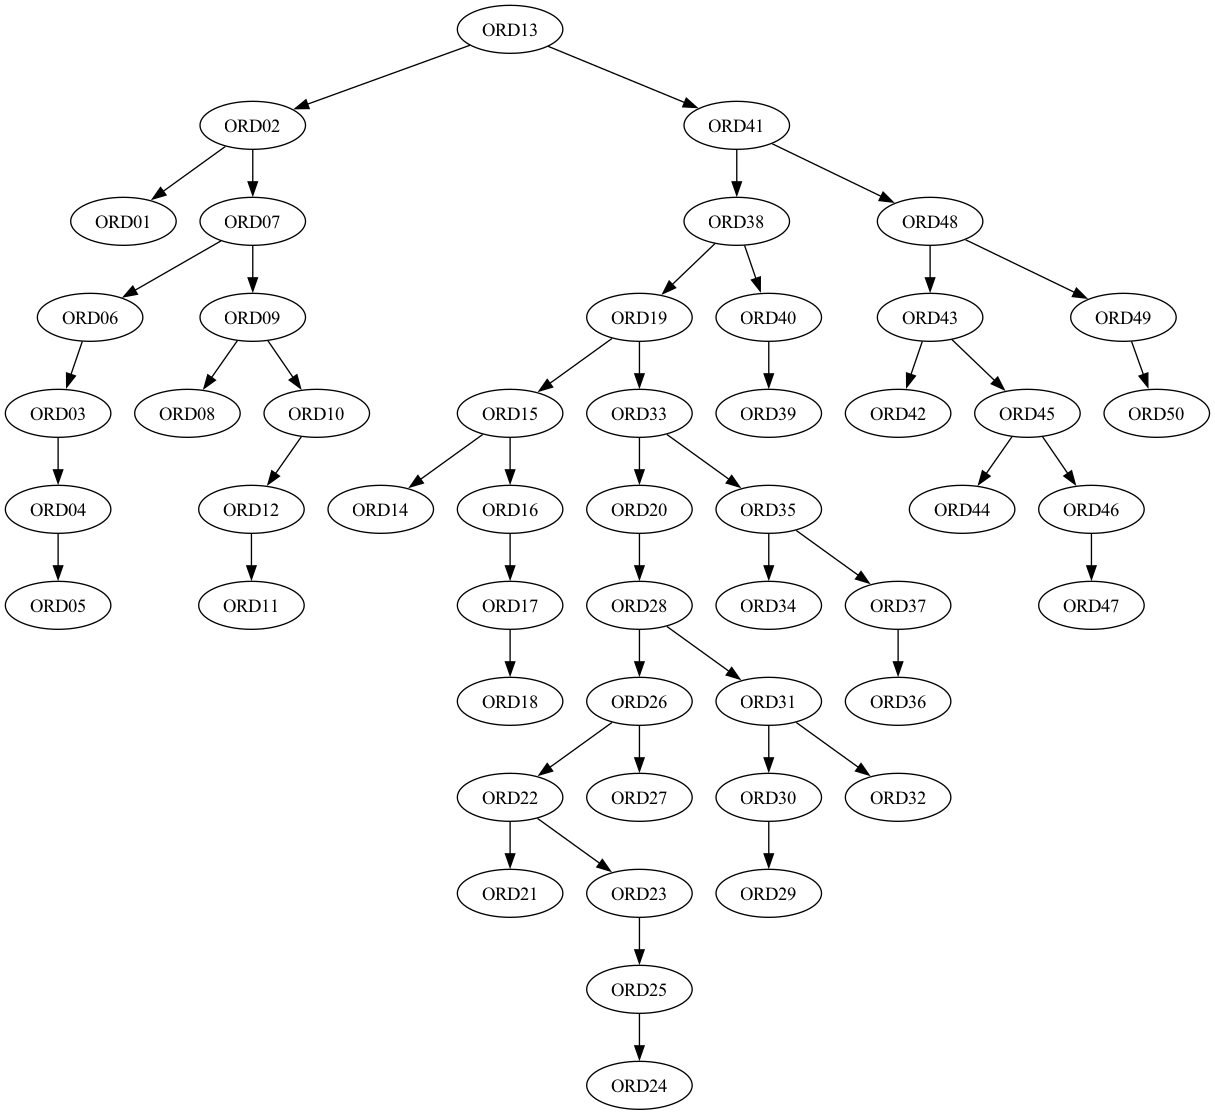 ORD13
ORD02 ORD41
ORD01 ORD07 ORD38 ORD48
ORD06 ORD09 ORD19 ORD40 ORD43 ORD49
ORD03 ORD08 ORD10 ORD15 ORD33 ORD39 ORD42 ORD45 ORD50
ORD04 ORD12 ORD14 ORD16 ORD20 ORD35 ORD44 ORD46
ORD05 ORD11 ORD17 ORD28 ORD34 ORD37 ORD47
ORD18 ORD26 ORD31 ORD36
ORD22 ORD27 ORD30 ORD32
ORD21 ORD23 ORD29
ORD25
ORD24